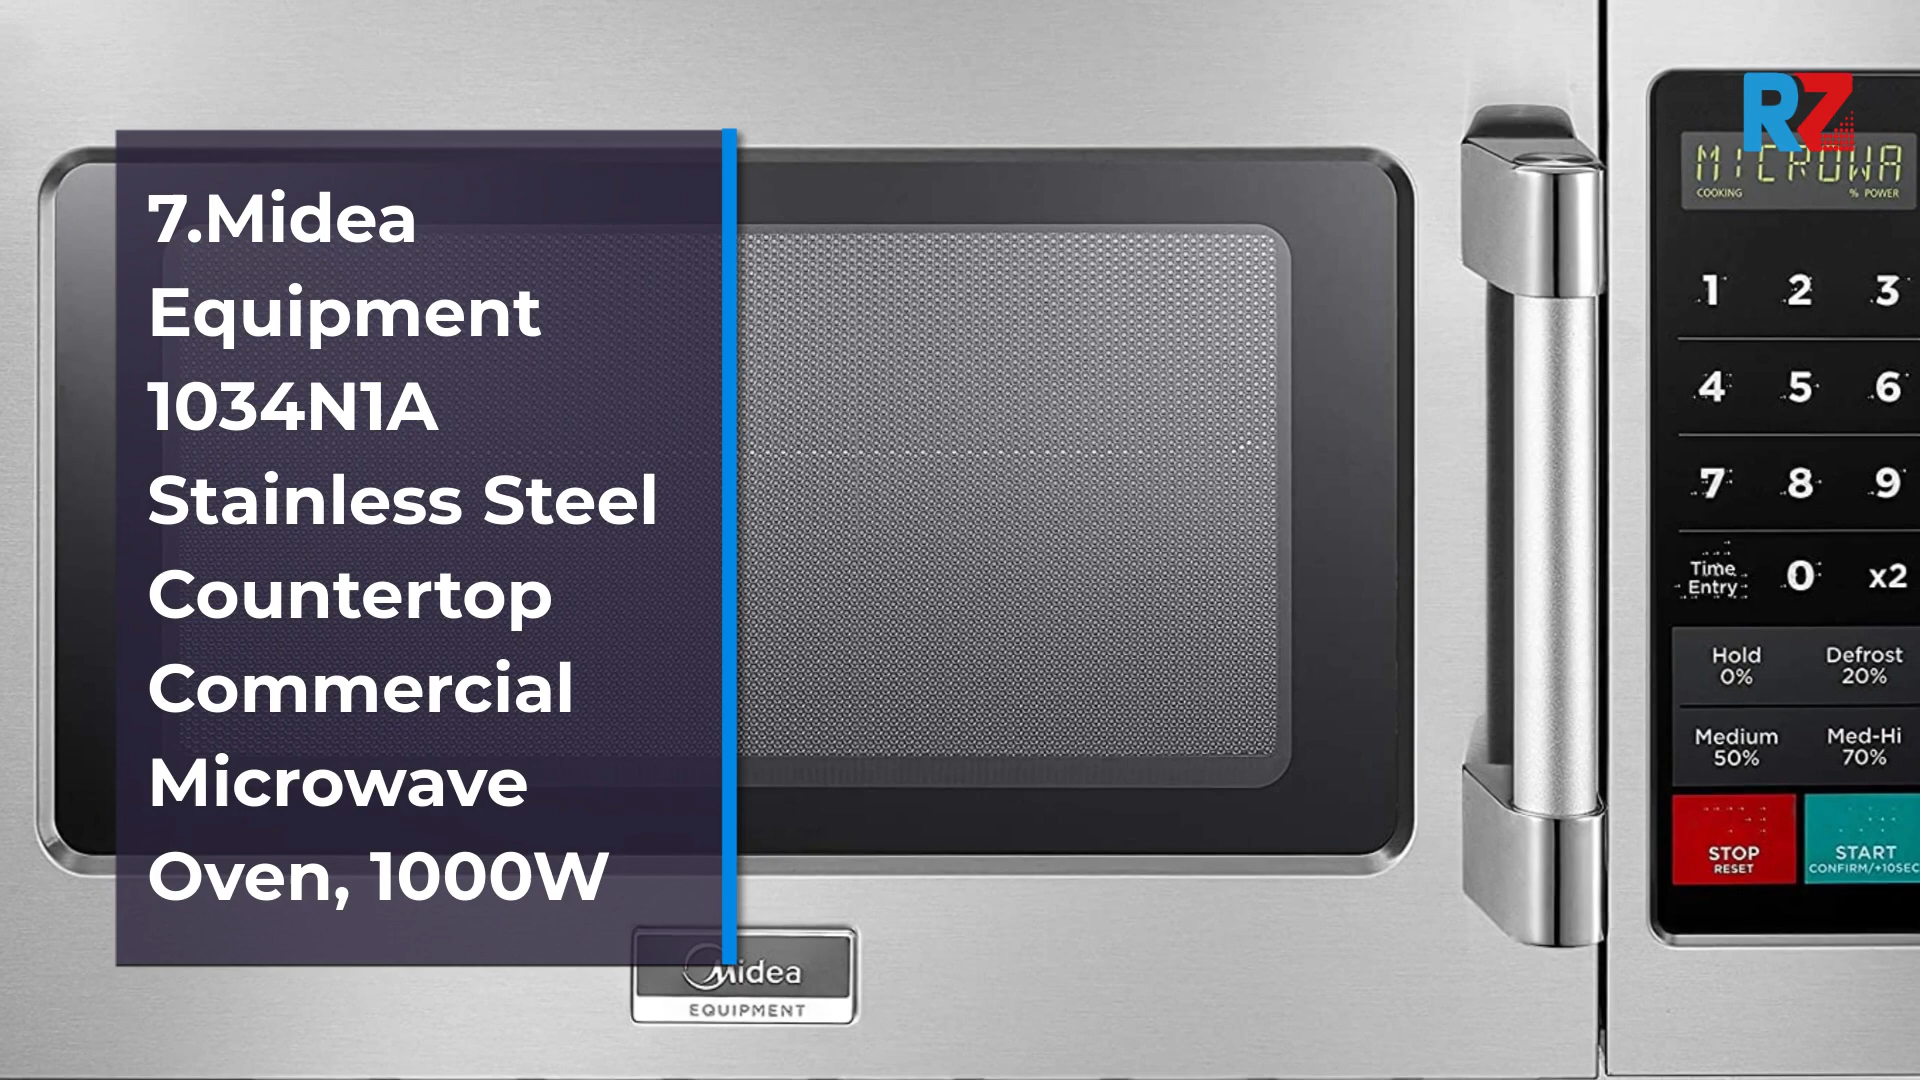 7.Midea
Equipment
1034N1A
Stainless Steel
Countertop
Commercial
Microwave
Oven, 1000W
Midea
EQUIPMENT
RZ
MICROWA
COOKING % POWER
1 2 3
4 5 6
7 8 9
Time
Entry 0 x2
Hold Defrost
0% 20%
Medium Med-Hi
50% 70%
STOP START
RESET CONFIRM/+10SEC